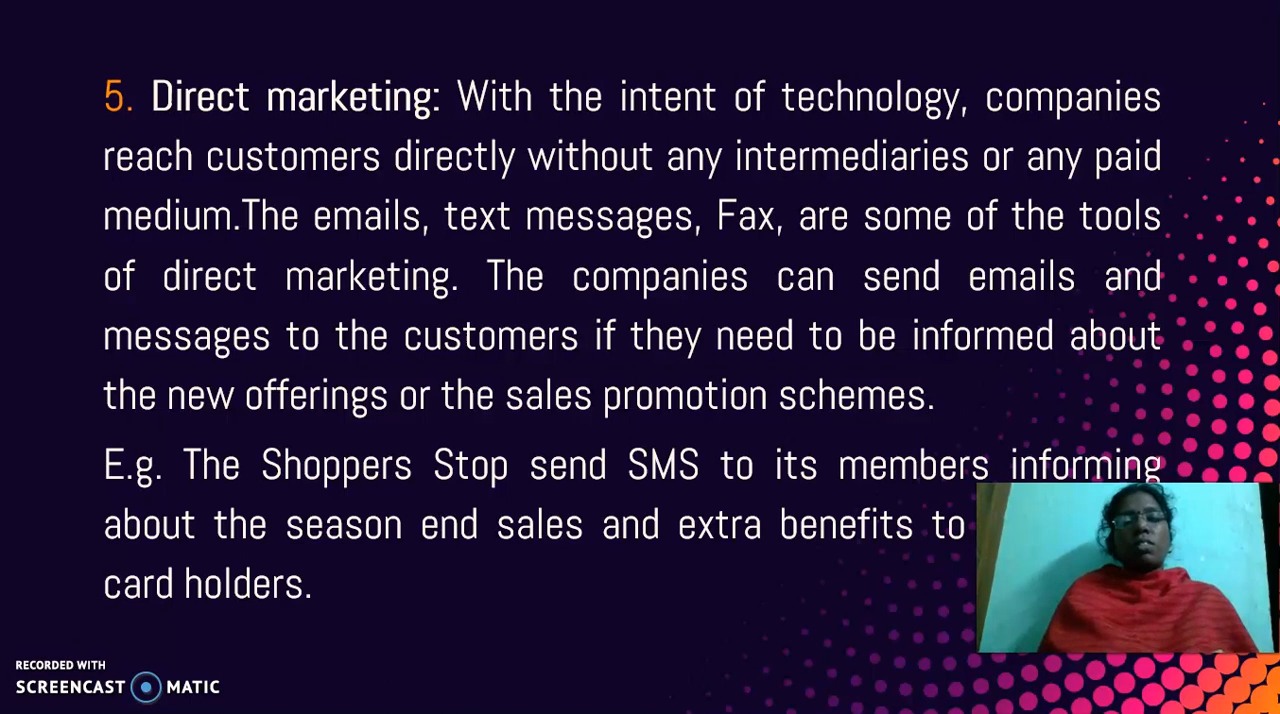 5. Direct marketing: With the intent of technology, companies
reach customers directly without any intermediaries or any paid
medium.The emails, text messages, Fax, are some of the tools
of direct marketing. The companies can send emails and
messages to the customers if they need to be informed about
the new offerings or the sales promotion schemes.
E.g. The Shoppers Stop send SMS to its members informing
about the season end sales and extra benefits to
card holders.
RECORDED WITH
SCREENCAST MATIC